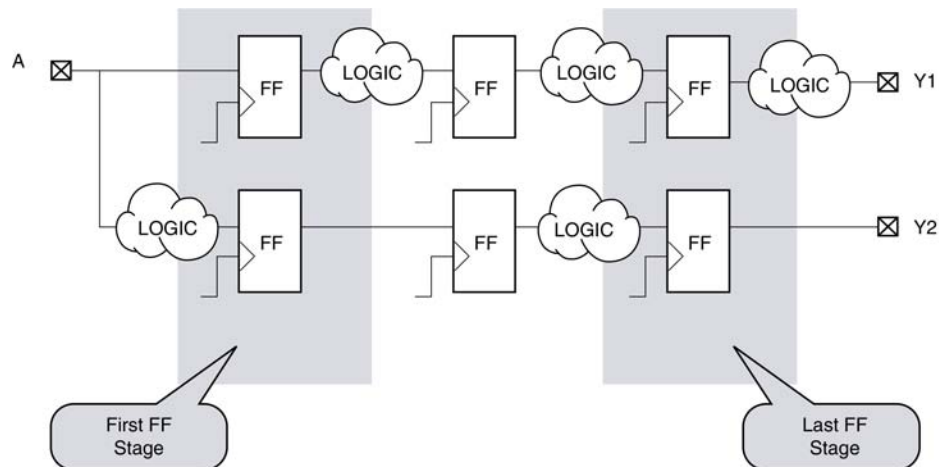 A
FF
LOGIC
FF
LOGIC
FF
LOGIC
Y1
LOGIC
FF
FF
LOGIC
FF
Y2
First FF
Stage
Last FF
Stage